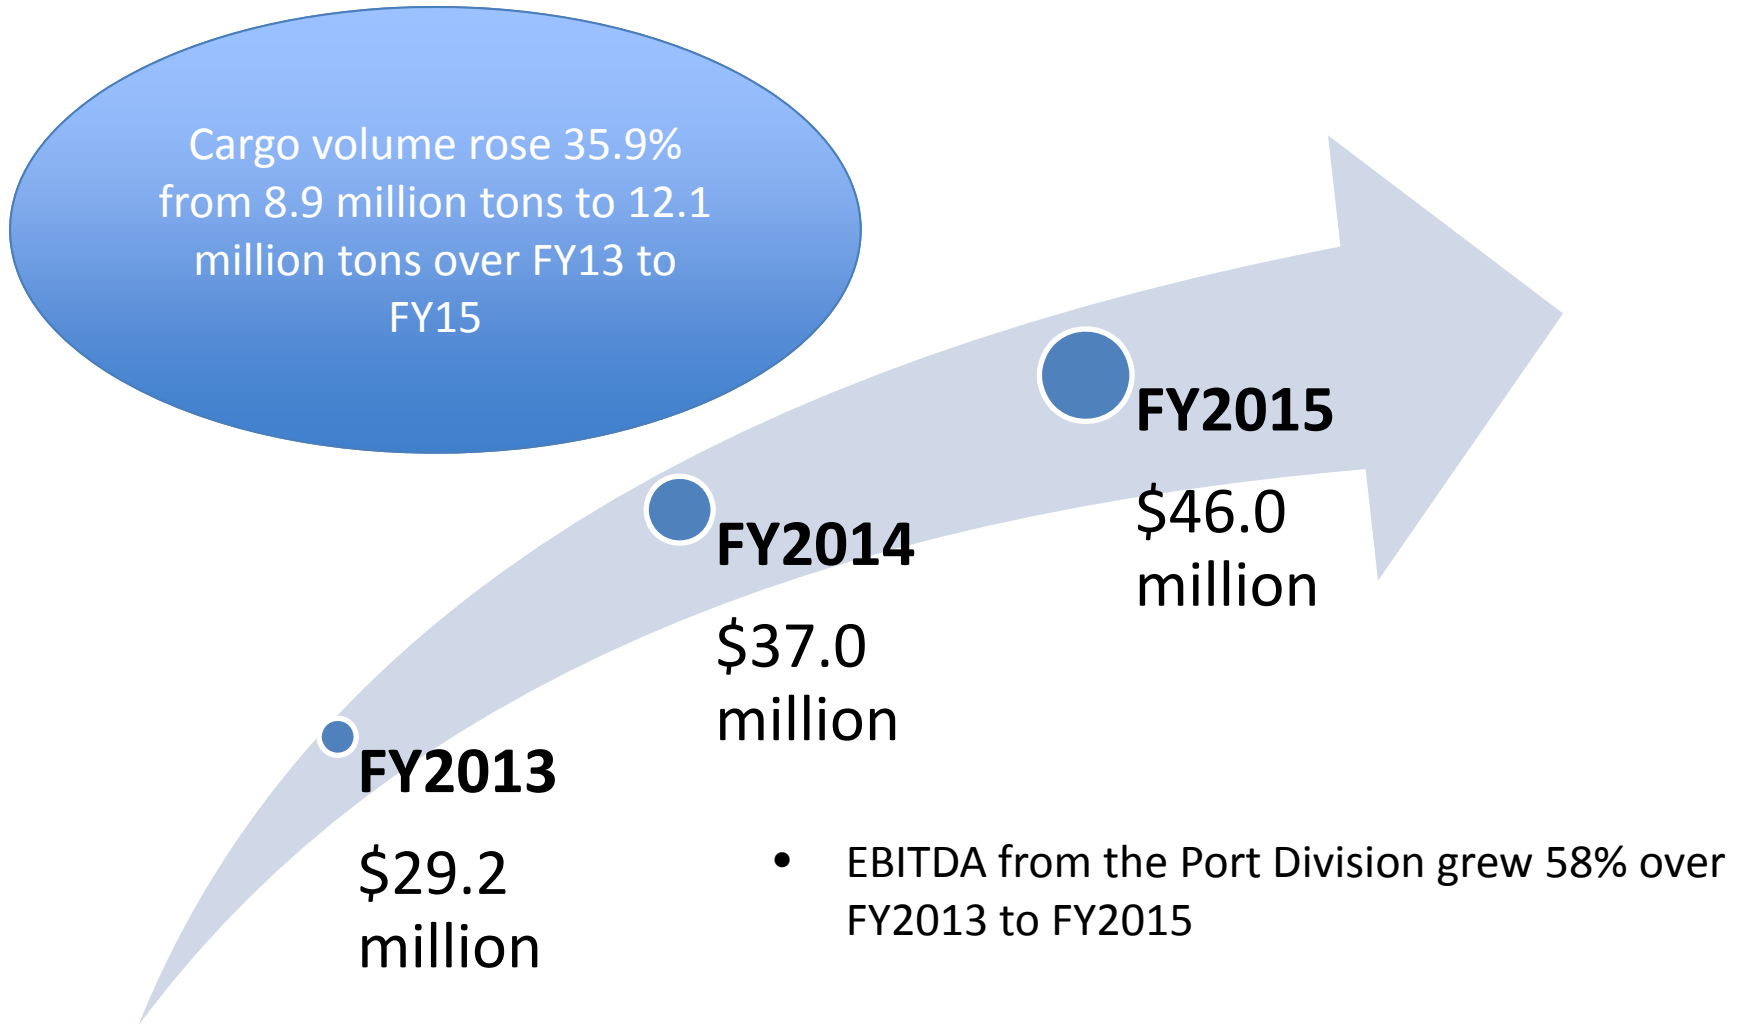 Cargo volume rose 35.9%
from 8.9 million tons to 12.1
million tons over FY13 to
FY15
FY2015
$46.0
million
FY2014
$37.0
million
FY2013
$29.2
million
• EBITDA from the Port Division grew 58% over
FY2013 to FY2015